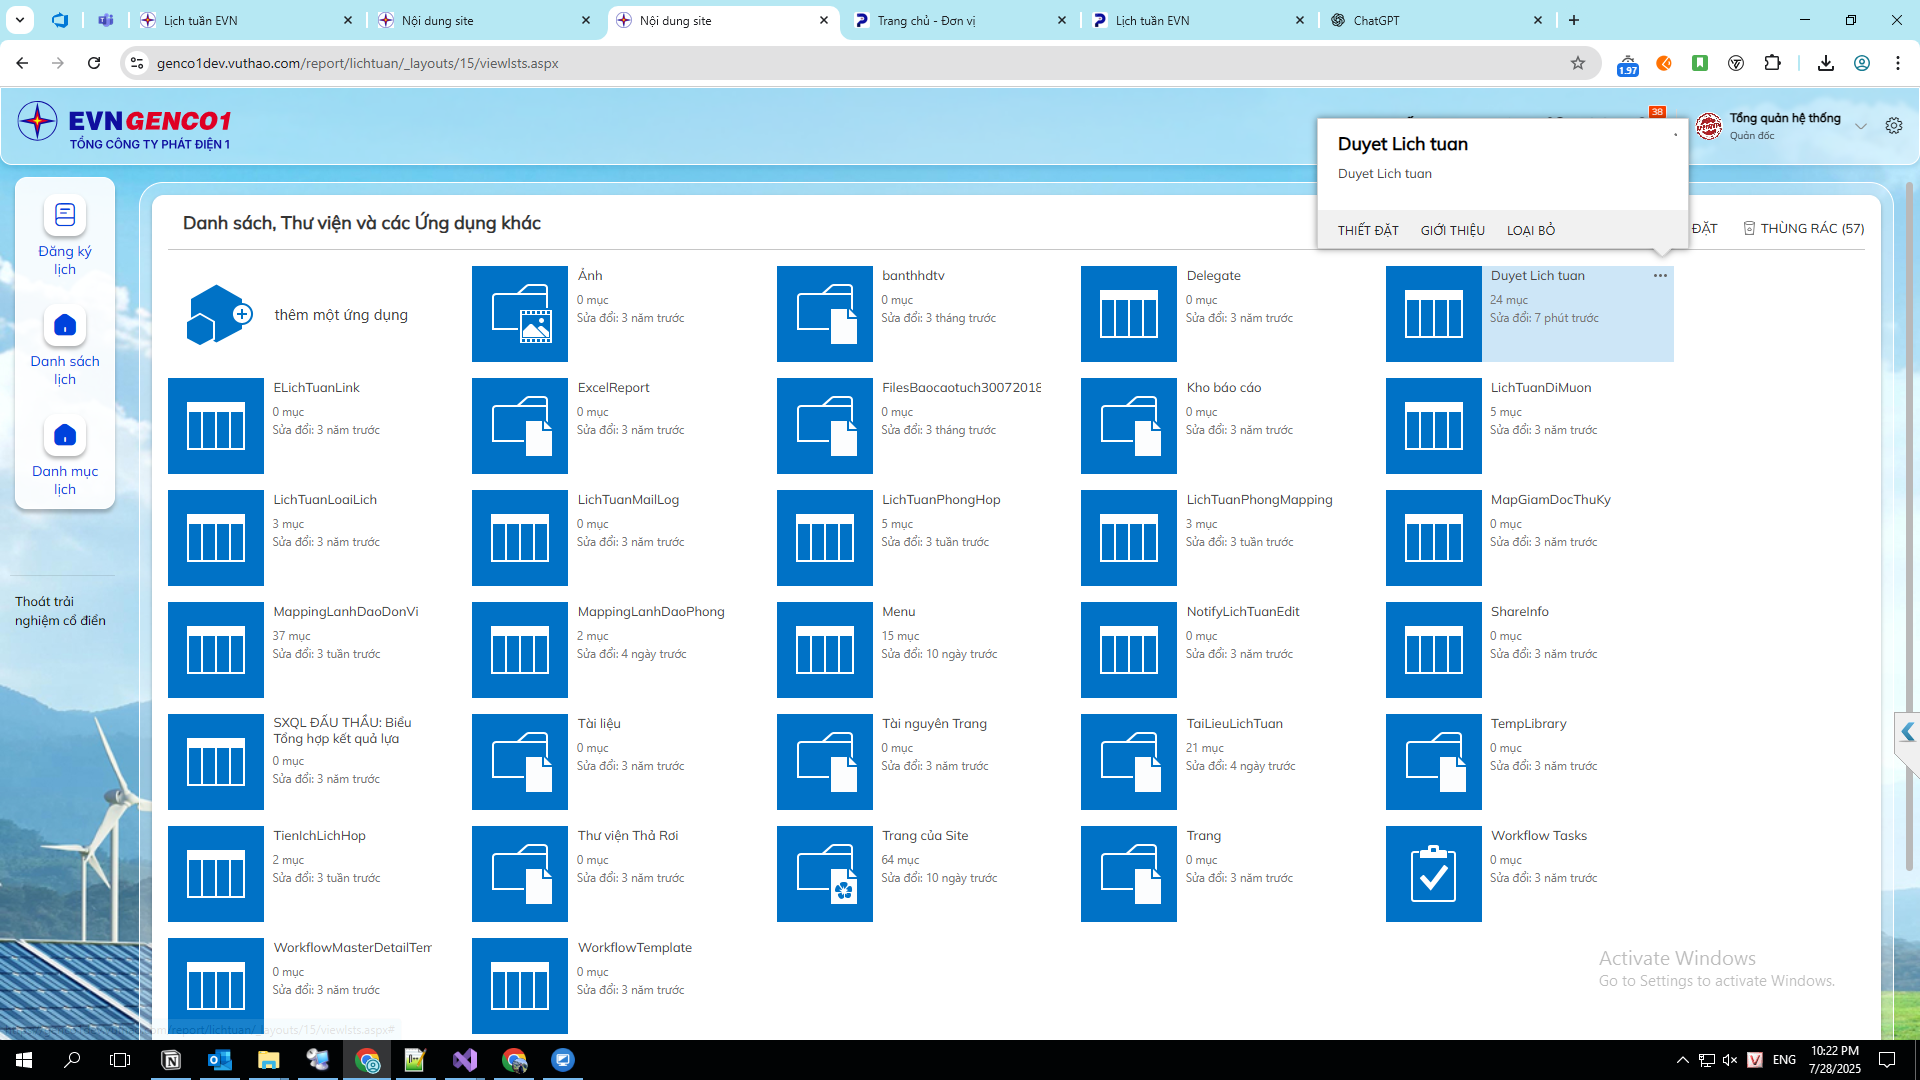 Lịch tuần EVN
Nội dung site
Nội dung site
Trang chủ - Đơn vị
Lịch tuần EVN
ChatGPT
genco1dev.vuthao.com/report/lichtuan/_layouts/15/viewlsts.aspx
1.97
EVNGENCO1
TỔNG CÔNG TY PHÁT ĐIỆN 1
38
Tổng quản hệ thống
Quản đốc
Duyet Lich tuan
Duyet Lich tuan
THIẾT ĐẶT GIỚI THIỆU LOẠI BỎ
Đăng ký lịch
Danh sách lịch
Danh mục lịch
Thoát trải nghiệm cổ điển
Danh sách, Thư viện và các Ứng dụng khác
ĐẶT
THÙNG RÁC (57)
thêm một ứng dụng
Ảnh
0 mục
Sửa đổi: 3 năm trước
banthhdtv
0 mục
Sửa đổi: 3 tháng trước
Delegate
0 mục
Sửa đổi: 3 năm trước
Duyet Lich tuan
24 mục
Sửa đổi: 7 phút trước
ELichTuanLink
0 mục
Sửa đổi: 3 năm trước
ExcelReport
0 mục
Sửa đổi: 3 năm trước
FilesBaocaotuch30072018
0 mục
Sửa đổi: 3 tháng trước
Kho báo cáo
0 mục
Sửa đổi: 3 năm trước
LichTuanDiMuon
5 mục
Sửa đổi: 3 năm trước
LichTuanLoaiLich
3 mục
Sửa đổi: 3 năm trước
LichTuanMailLog
0 mục
Sửa đổi: 3 năm trước
LichTuanPhongHop
5 mục
Sửa đổi: 3 tuần trước
LichTuanPhongMapping
3 mục
Sửa đổi: 3 tuần trước
MapGiamDocThuKy
0 mục
Sửa đổi: 3 năm trước
MappingLanhDaoDonVi
37 mục
Sửa đổi: 3 tuần trước
MappingLanhDaoPhong
2 mục
Sửa đổi: 4 ngày trước
Menu
15 mục
Sửa đổi: 10 ngày trước
NotifyLichTuanEdit
0 mục
Sửa đổi: 3 năm trước
ShareInfo
0 mục
Sửa đổi: 3 năm trước
SXQL ĐẤU THẦU: Biểu
Tổng hợp kết quả lựa
0 mục
Sửa đổi: 3 năm trước
Tài liệu
0 mục
Sửa đổi: 3 năm trước
Tài nguyên Trang
0 mục
Sửa đổi: 3 năm trước
TaiLieuLichTuan
21 mục
Sửa đổi: 4 ngày trước
TempLibrary
0 mục
Sửa đổi: 3 năm trước
TienIchLichHop
2 mục
Sửa đổi: 3 tuần trước
Thư viện Thả Rơi
0 mục
Sửa đổi: 3 năm trước
Trang của Site
64 mục
Sửa đổi: 10 ngày trước
Trang
0 mục
Sửa đổi: 3 năm trước
Workflow Tasks
0 mục
Sửa đổi: 3 năm trước
WorkflowMasterDetailTem
0 mục
Sửa đổi: 3 năm trước
WorkflowTemplate
0 mục
Sửa đổi: 3 năm trước
Activate Windows
Go to Settings to activate Windows.
om/report/lichtuan/_layouts/15/viewlsts.aspx#
ENG
10:22 PM
7/28/2025